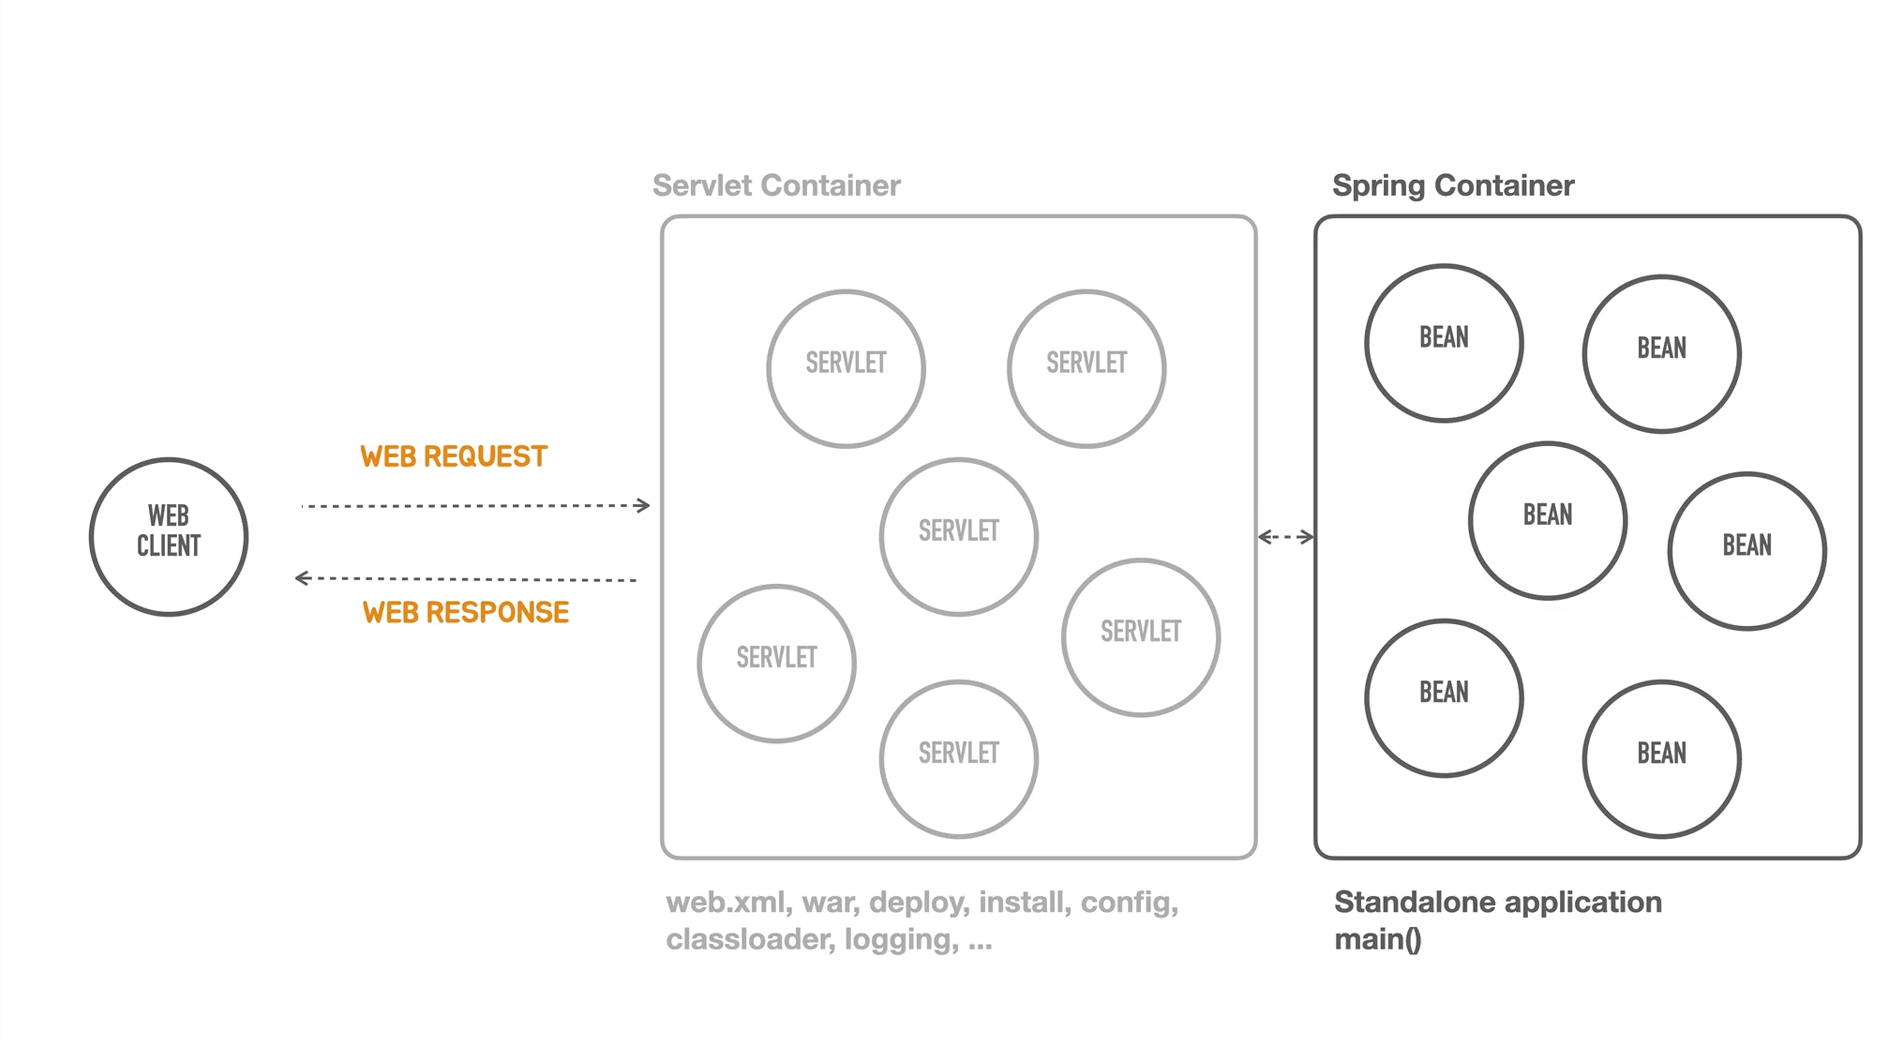 Servlet Container
Spring Container
SERVLET
SERVLET
BEAN
BEAN
WEB REQUEST
WEB
CLIENT
SERVLET
BEAN
BEAN
WEB RESPONSE
SERVLET
SERVLET
BEAN
SERVLET
BEAN
web.xml, war, deploy, install, config,
classloader, logging, ...
Standalone application
main()